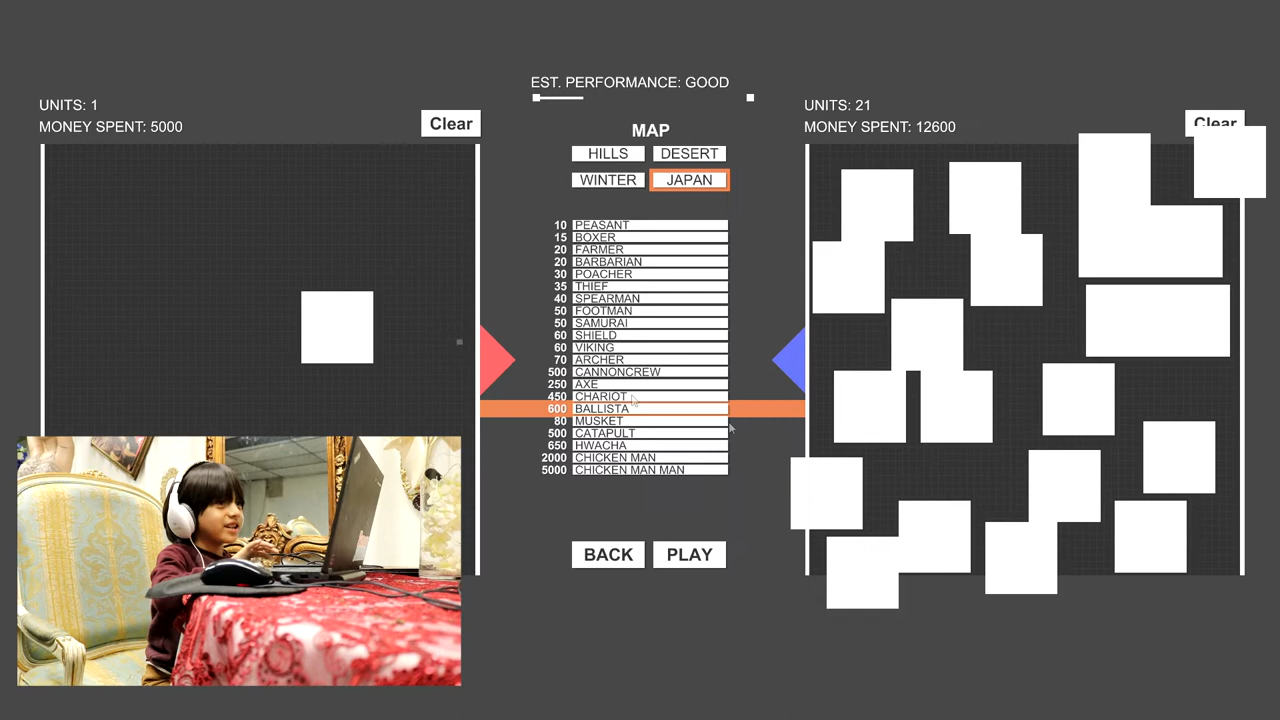 EST. PERFORMANCE: GOOD
UNITS: 1
MONEY SPENT: 5000
Clear
UNITS: 21
MONEY SPENT: 12600
Clear
MAP
HILLS DESERT
WINTER JAPAN
10 PEASANT
15 BOXER
20 FARMER
20 BARBARIAN
30 POACHER
35 THIEF
40 SPEARMAN
50 FOOTMAN
50 SAMURAI
60 SHIELD
60 VIKING
70 ARCHER
500 CANNONCREW
250 AXE
450 CHARIOT
600 BALLISTA
80 MUSKET
500 CATAPULT
650 HWACHA
2000 CHICKEN MAN
5000 CHICKEN MAN MAN
BACK PLAY